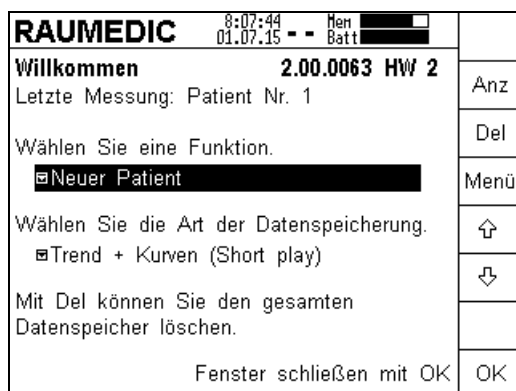 RAUMEDIC 8:07:44 Mem
01.07.15 - - Batt
Willkommen 2.00.0063 HW 2
Letzte Messung: Patient Nr. 1
Anz
Wählen Sie eine Funktion.
Del
Neuer Patient
Menü
Wählen Sie die Art der Datenspeicherung.
Trend + Kurven (Short play)
Mit Del können Sie den gesamten
Datenspeicher löschen.
Fenster schließen mit OK
OK